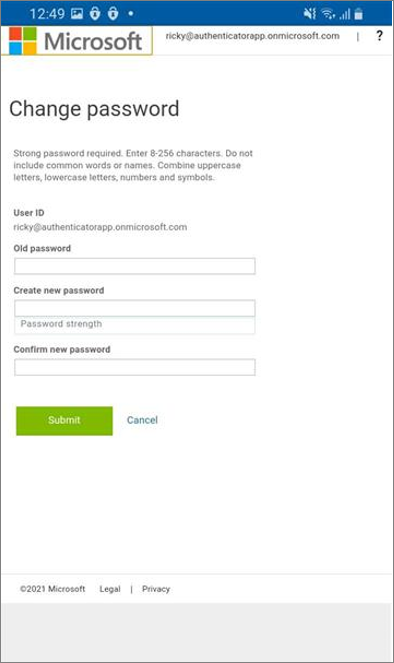 12:49
Microsoft
ricky@authenticatorapp.onmicrosoft.com | ?
Change password
Strong password required. Enter 8-256 characters. Do not
include common words or names. Combine uppercase
letters, lowercase letters, numbers and symbols.
User ID
ricky@authenticatorapp.onmicrosoft.com
Old password
Create new password
Password strength
Confirm new password
Submit Cancel
©2021 Microsoft Legal | Privacy